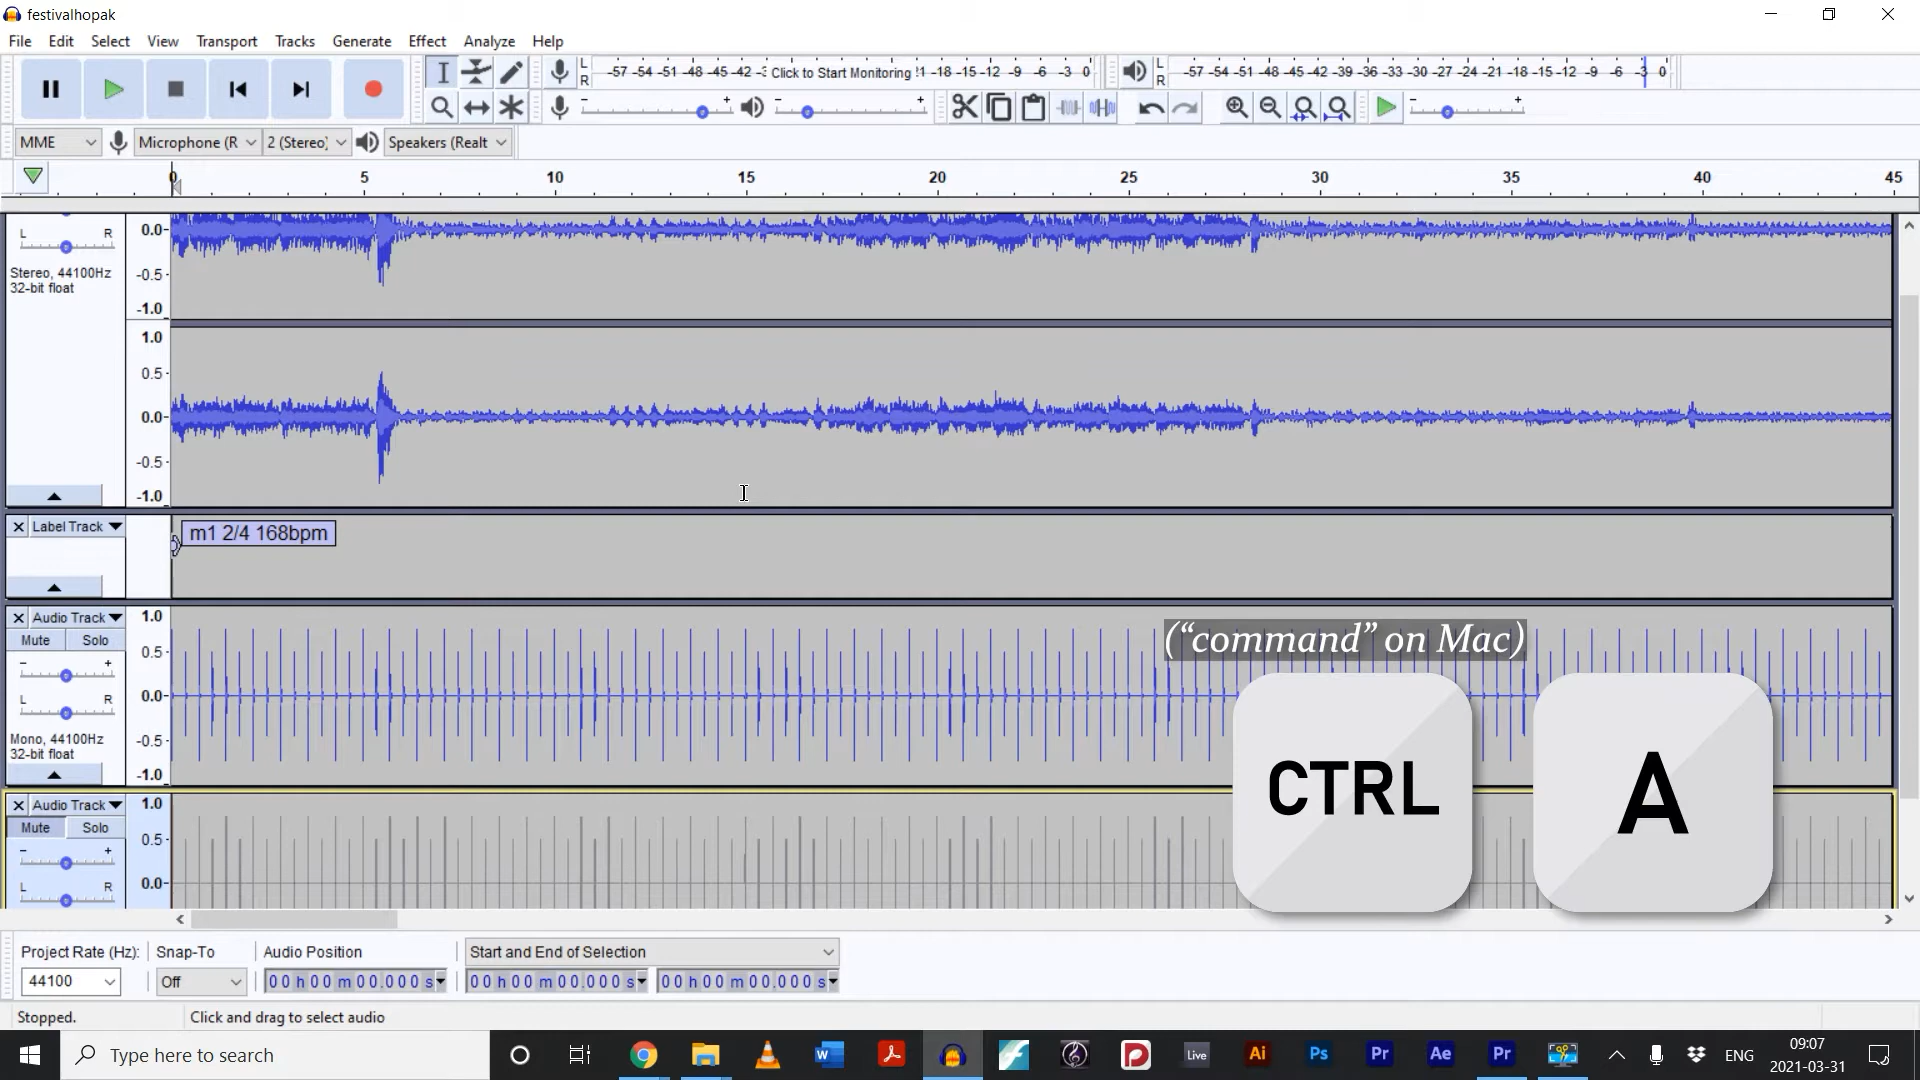 festivalhopak
File Edit Select View Transport Tracks Generate Effect Analyze Help
L
R
-57 -54 -51 -48 -45 -42 -3 Click to Start Monitoring !1 -18 -15 -12 -9 -6 -3 0
L
R
-57 -54 -51 -48 -45 -42 -39 -36 -33 -30 -27 -24 -21 -18 -15 -12 -9 -6 -3 0
- +
- +
- +
MME Microphone (R 2 (Stereo) Speakers (Realt
0 5 10 15 20 25 30 35 40 45
L R
Stereo, 44100Hz
32-bit float
0.0
-0.5
-1.0
1.0
0.5
0.0
-0.5
-1.0
Label Track
m1 2/4 168bpm
Audio Track
Mute Solo
- +
L R
Mono, 44100Hz
32-bit float
1.0
0.5
0.0
-0.5
-1.0
("command" on Mac)
CTRL A
Audio Track
Mute Solo
- +
L R
1.0
0.5
0.0
Project Rate (Hz): Snap-To Audio Position Start and End of Selection
44100 Off 00 h 00 m 00.000 s 00 h 00 m 00.000 s 00 h 00 m 00.000 s
Stopped. Click and drag to select audio
Type here to search
W Live Ai Ps Pr Ae Pr ENG
09:07
2021-03-31